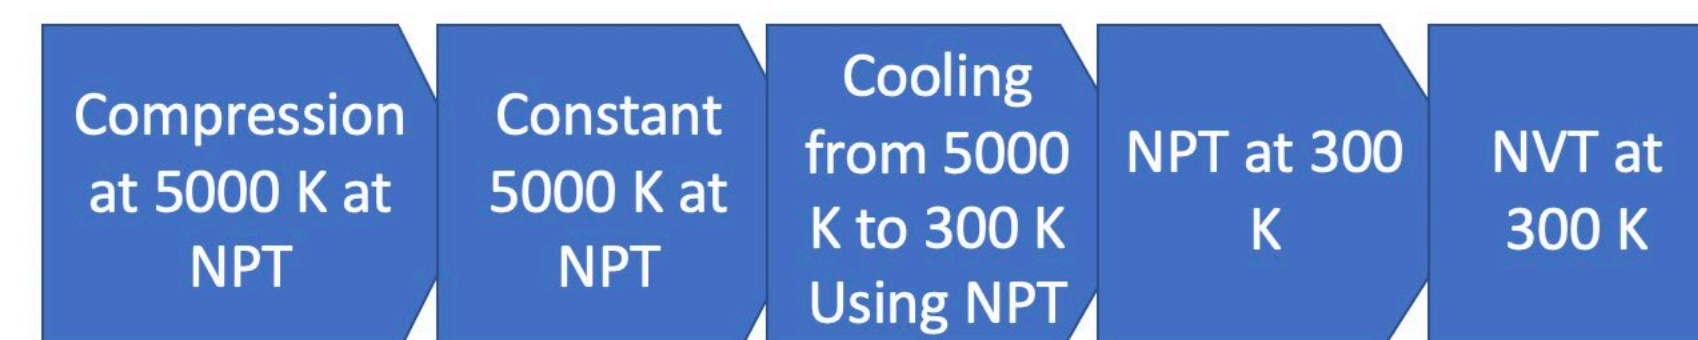 Compression
at 5000 K at
NPT
Constant
5000 K at
NPT
Cooling
from 5000
K to 300 K
Using NPT
NPT at 300
K
NVT at
300 K